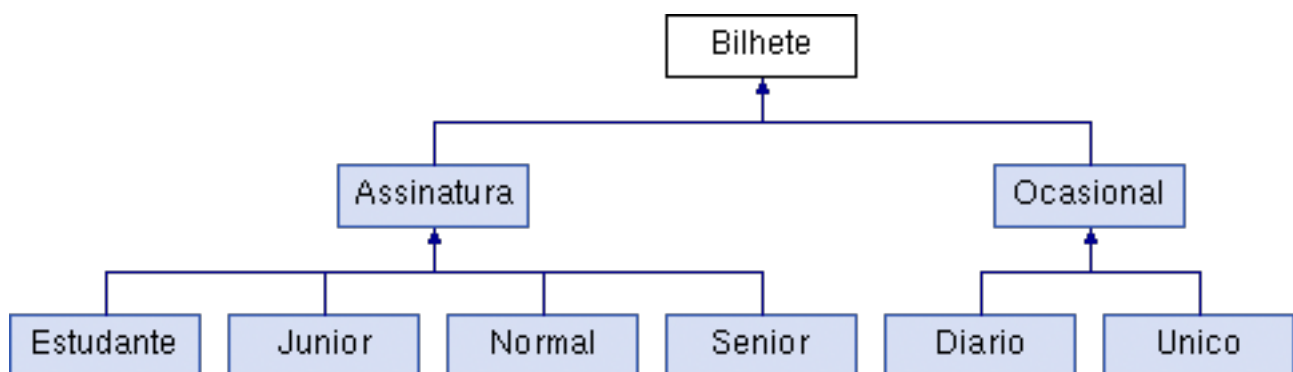 Bilhete
Assinatura
Ocasional
Estudante
Junior
Normal
Senior
Diario
Unico